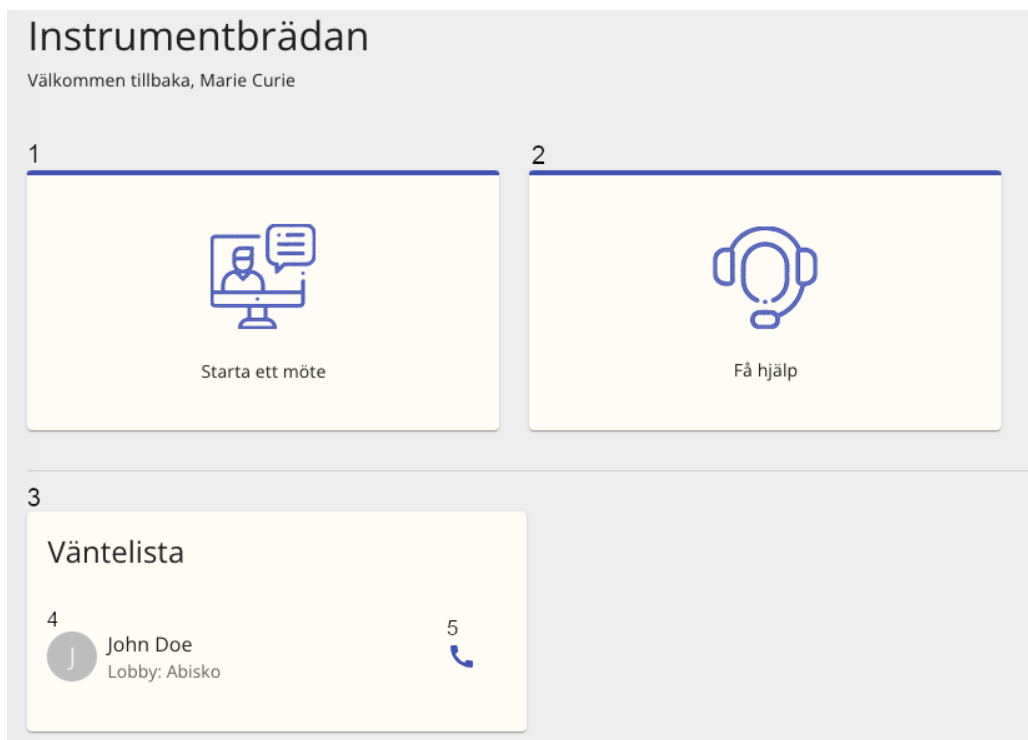 Instrumentbrädan
Välkommen tillbaka, Marie Curie
1
2
Starta ett möte
Få hjälp
3
Väntelista
4
5
J
John Doe
Lobby: Abisko